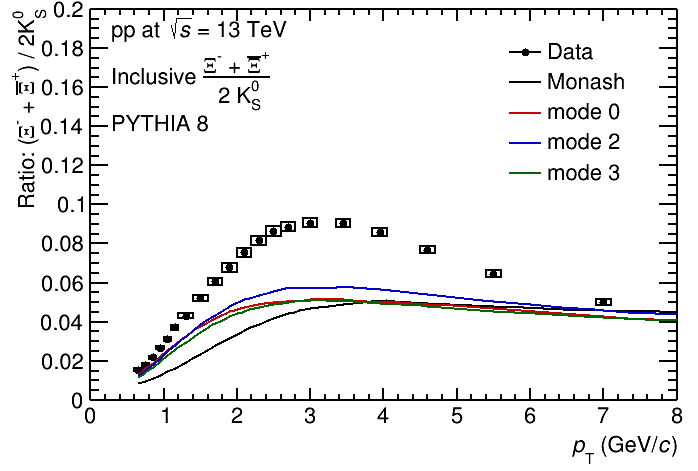 pp at √s = 13 TeV
Inclusive Ξ⁻ + Ξ̅⁺
2 K⁰_S
PYTHIA 8
Data
Monash
mode 0
mode 2
mode 3
Ratio: (Ξ⁻ + Ξ̅⁺) / 2K⁰_S
0.2
0.18
0.16
0.14
0.12
0.1
0.08
0.06
0.04
0.02
0
0 1 2 3 4 5 6 7 8
p_T (GeV/c)